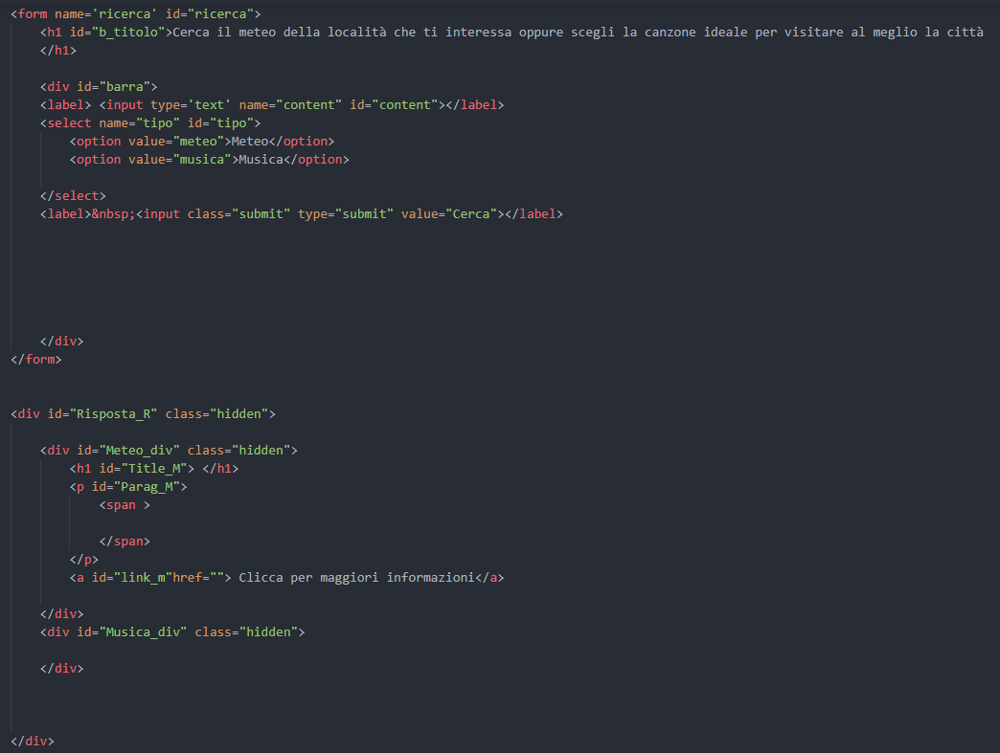 <form name='ricerca' id="ricerca">
<h1 id="b_titolo">Cerca il meteo della località che ti interessa oppure scegli la canzone ideale per visitare al meglio la città
</h1>
<div id="barra">
<label> <input type='text' name="content" id="content"></label>
<select name="tipo" id="tipo">
<option value="meteo">Meteo</option>
<option value="musica">Musica</option>
</select>
<label>&nbsp;<input class="submit" type="submit" value="Cerca"></label>
</div>
</form>
<div id="Risposta_R" class="hidden">
<div id="Meteo_div" class="hidden">
<h1 id="Title_M"> </h1>
<p id="Parag_M">
<span >
</span>
</p>
<a id="link_m"href=""> Clicca per maggiori informazioni</a>
</div>
<div id="Musica_div" class="hidden">
</div>
</div>